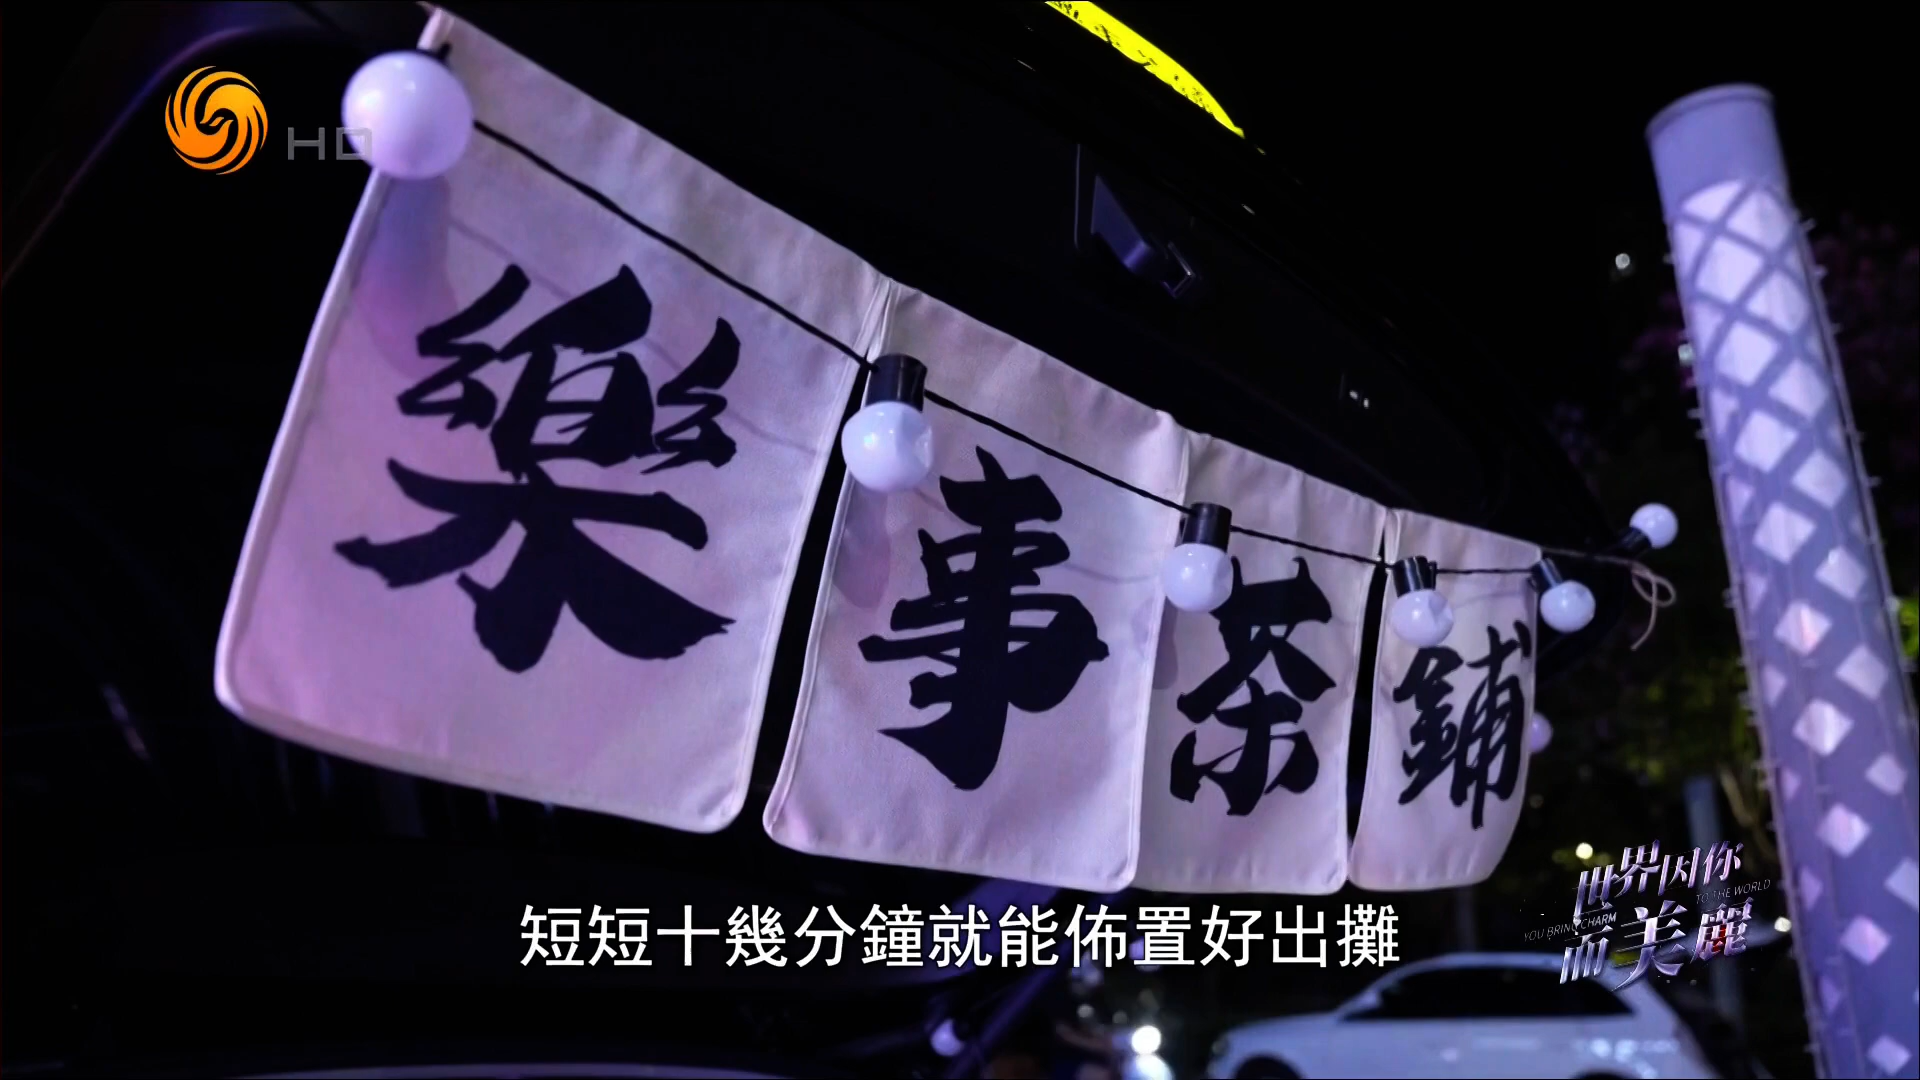 HD
樂事茶鋪
短短十幾分鐘就能佈置好出攤
世界因你
TO THE WORLD
YOU BRING CHARM
而美麗